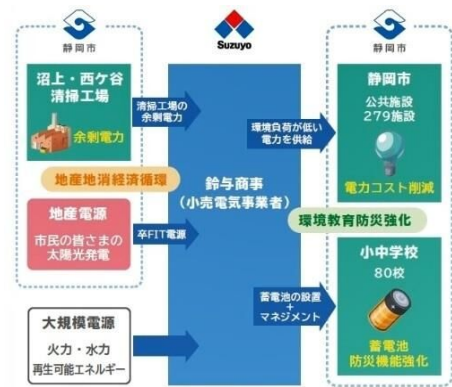 静岡市
Suzuyo
静岡市
沼上・西ケ谷
清掃工場
余剰電力
清掃工場の
余剰電力
地産地消経済循環
地産電源
市民の皆さまの
太陽光発電
卒FIT電源
大規模電源
火力・水力
再生可能エネルギー
鈴与商事
(小売電気事業者)
環境負荷が低い
電力を供給
静岡市
公共施設
279施設
電力コスト削減
環境教育防災強化
蓄電池の設置
+
マネジメント
小中学校
80校
蓄電池
防災機能強化